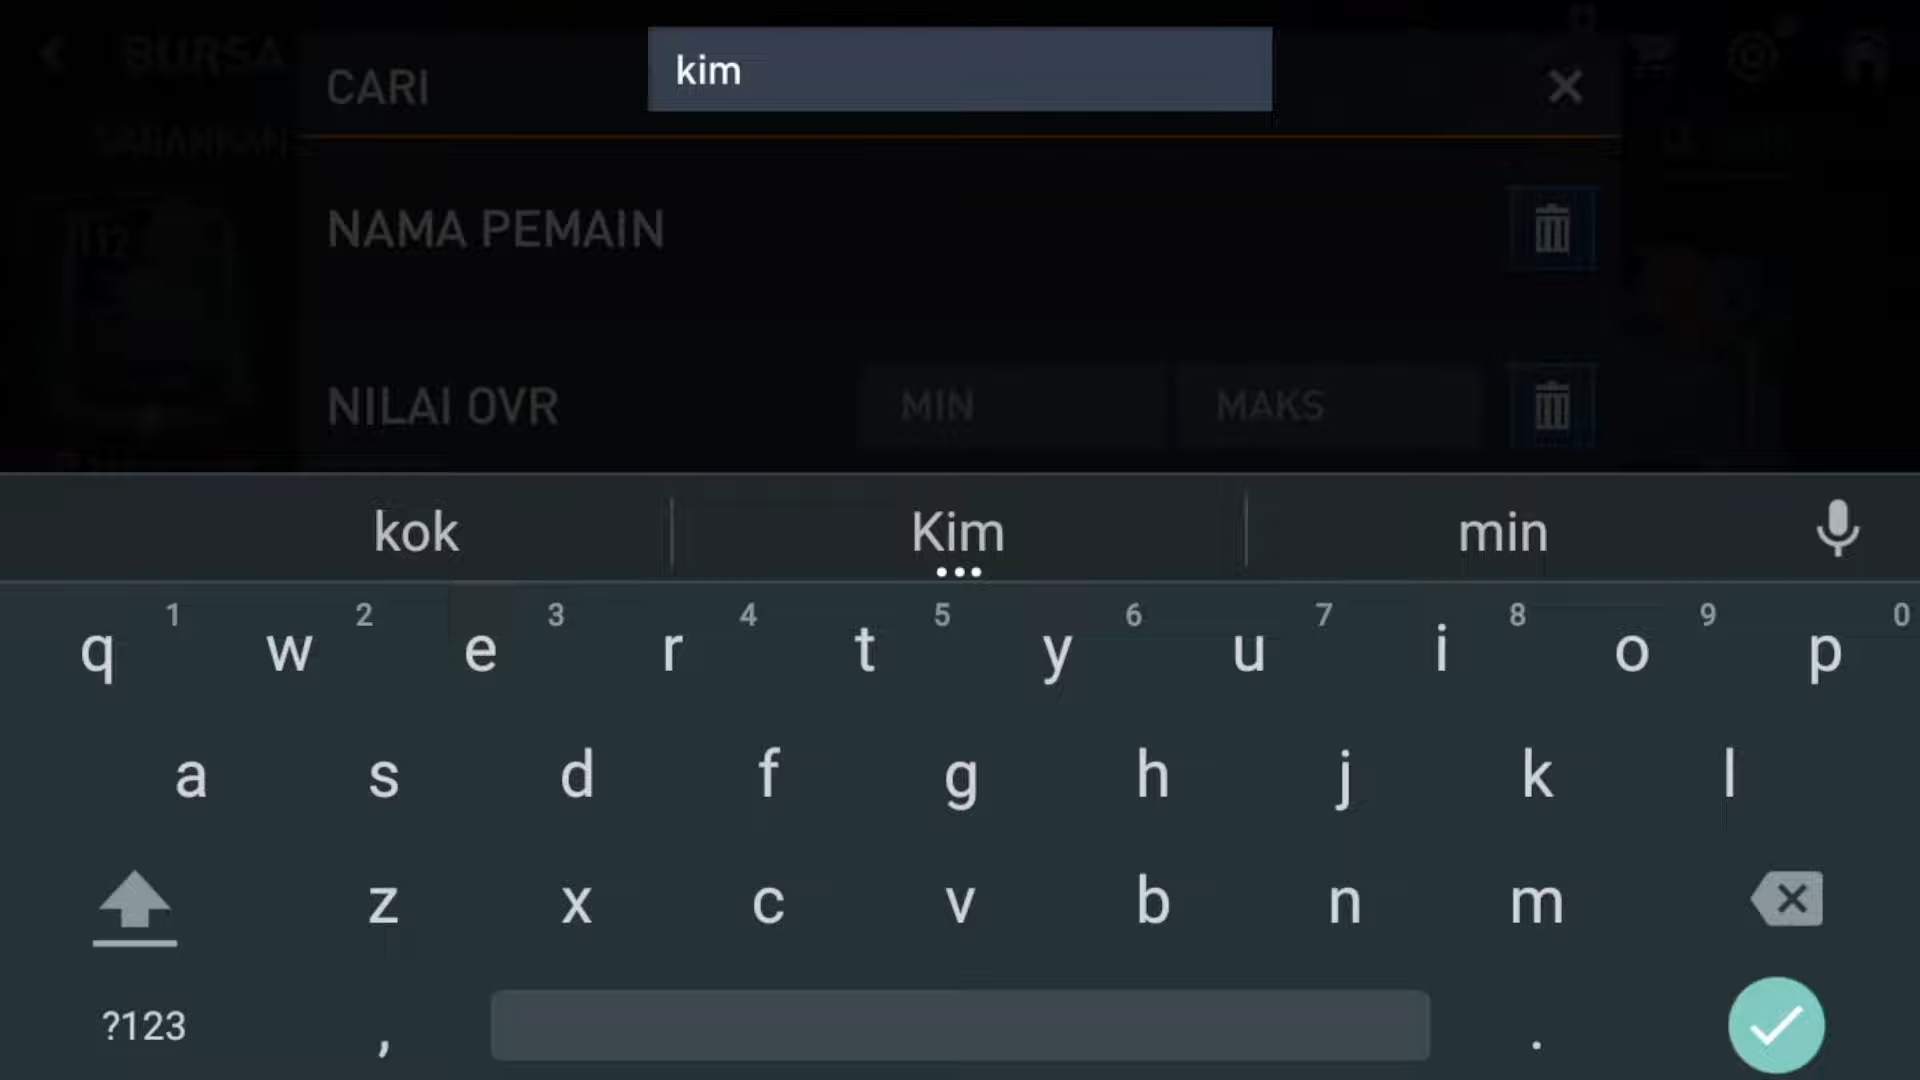 BURSA
kim
CARI
NAMA PEMAIN
NILAI OVR MIN MAKS
kok Kim min
1 2 3 4 5 6 7 8 9 0
q w e r t y u i o p
a s d f g h j k l
z x c v b n m
?123 , .